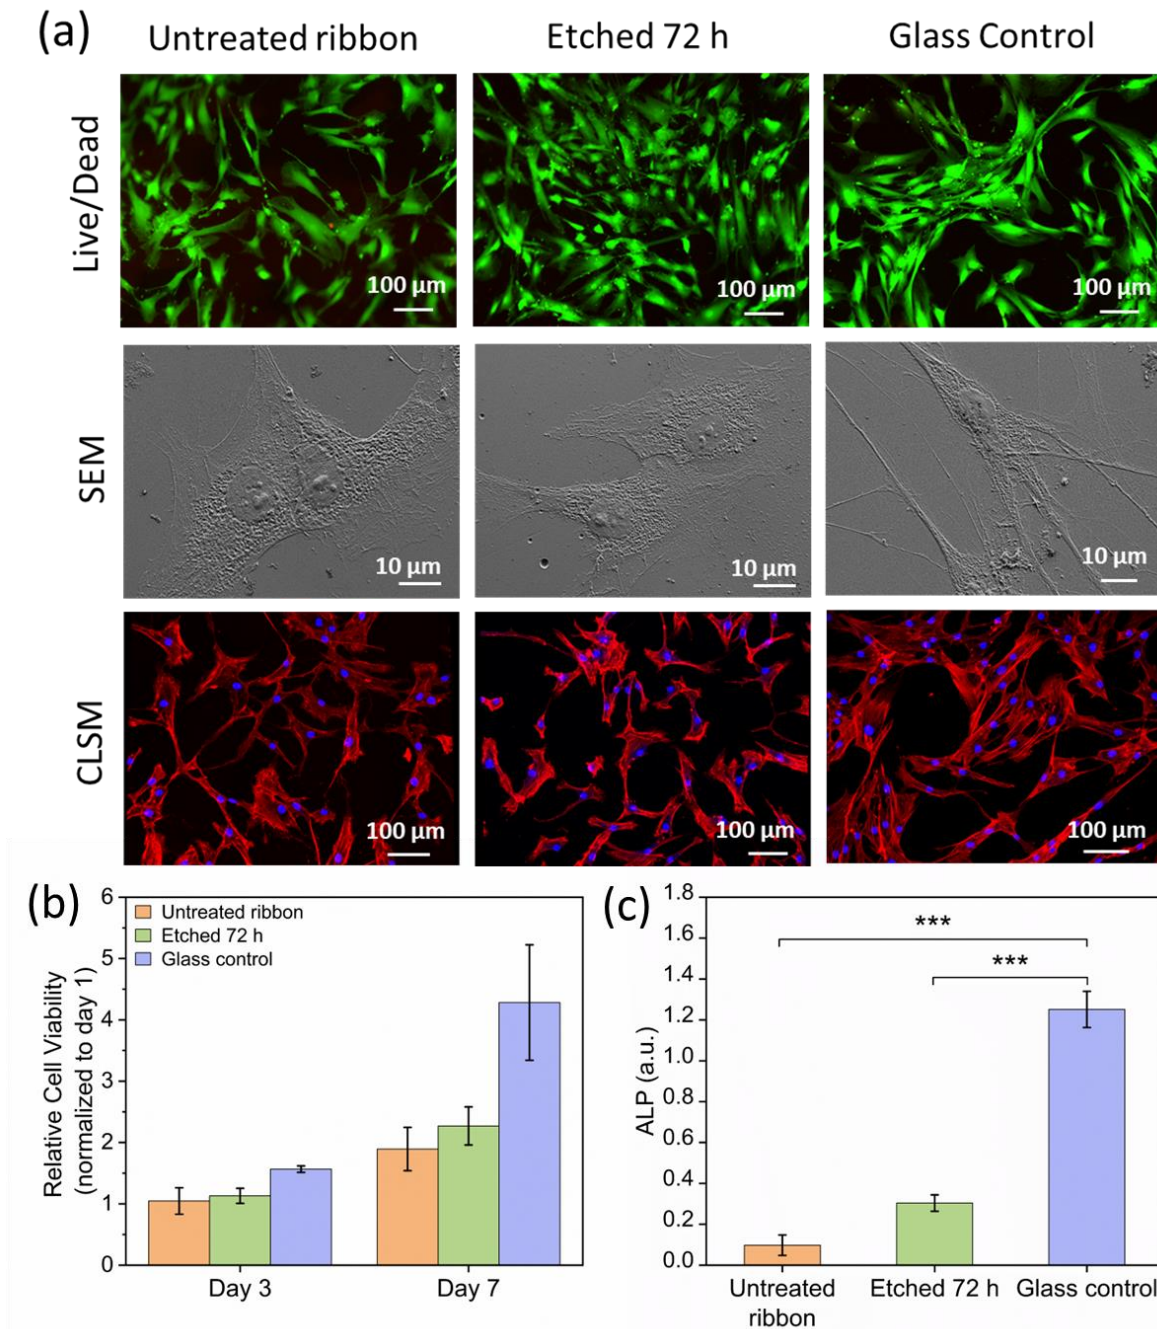 (a)
Untreated ribbon
Etched 72 h
Glass Control
Live/Dead
100 µm
100 µm
100 µm
SEM
10 µm
10 µm
10 µm
CLSM
100 µm
100 µm
100 µm
(b)
6
5
4
3
2
1
0
Relative Cell Viability
(normalized to day 1)
Untreated ribbon
Etched 72 h
Glass control
Day 3
Day 7
(c)
1.8
1.6
1.4
1.2
1.0
0.8
0.6
0.4
0.2
0.0
ALP (a.u.)
***
***
Untreated
ribbon
Etched 72 h
Glass control